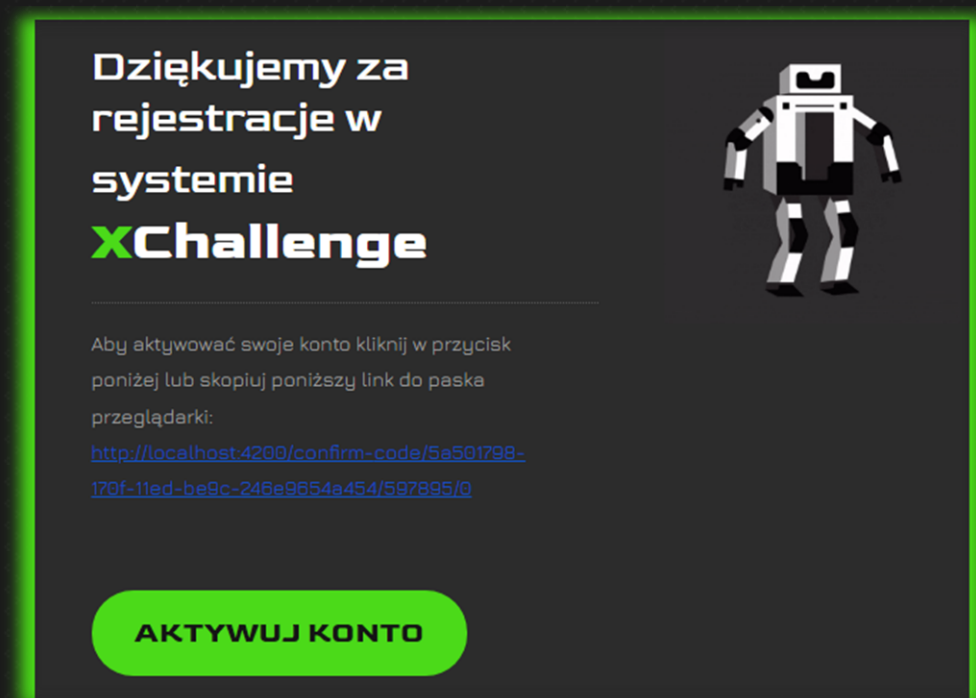 Dziękujemy za
rejestracje w
systemie
XChallenge
Aby aktywować swoje konto kliknij w przycisk
poniżej lub skopiuj poniższy link do paska
przeglądarki:
http://localhost:4200/confirm-code/5a501798-
170f-11ed-be9c-246e9654a454/597895/0
AKTYWUJ KONTO